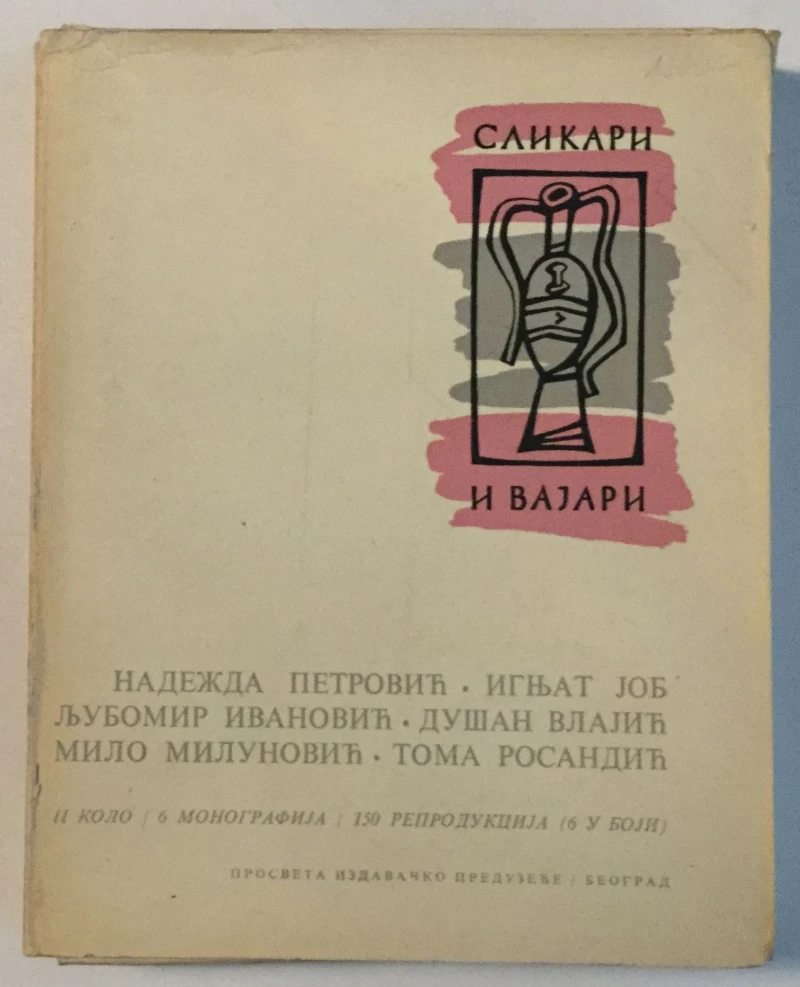 СЛИКАРИ
И ВАЈАРИ
НАДЕЖДА ПЕТРОВИЋ · ИГЊАТ ЈОБ
ЉУБОМИР ИВАНОВИЋ · ДУШАН ВЛАЈИЋ
МИЛО МИЛУНОВИЋ · ТОМА РОСАНДИЋ
II КОЛО / 6 МОНОГРАФИЈА / 150 РЕПРОДУКЦИЈА (6 У БОЈИ)
ПРОСВЕТА ИЗДАВАЧКО ПРЕДУЗЕЋЕ / БЕОГРАД